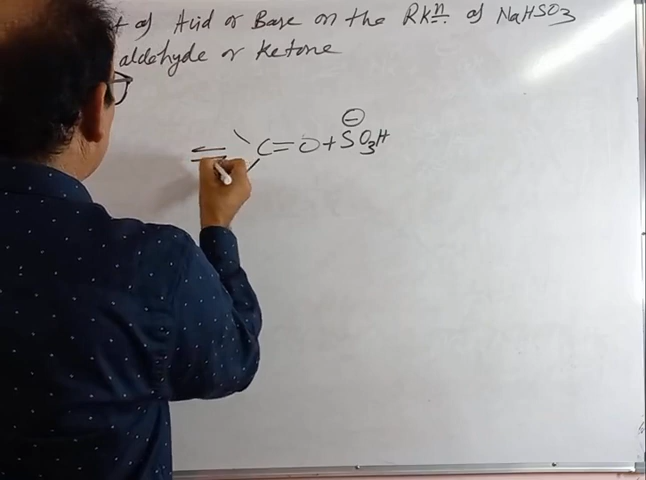 of Acid or Base on the Rkn of NaHSO3
aldehyde or Ketone
⇌ C=O+SO3H
⊖